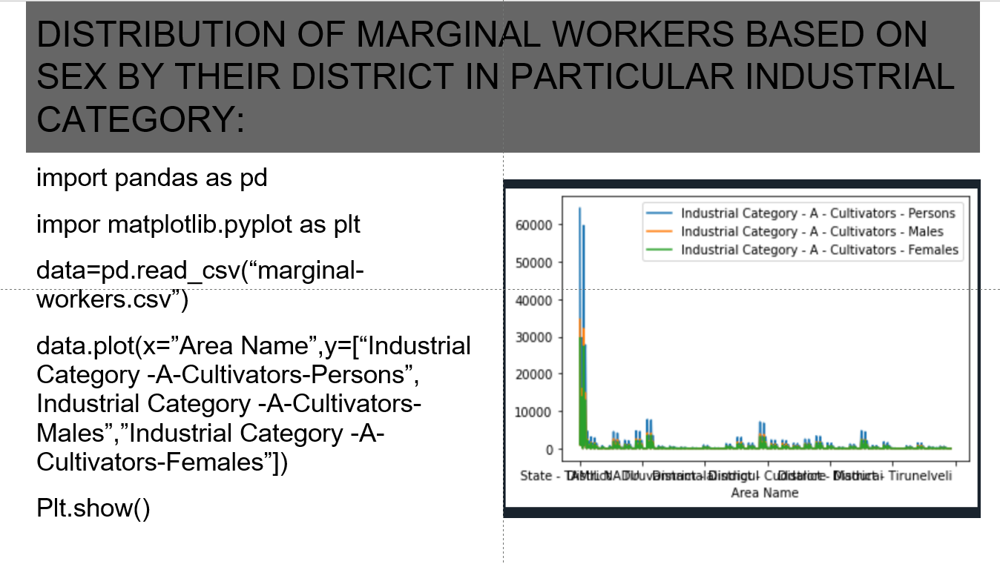 DISTRIBUTION OF MARGINAL WORKERS BASED ON
SEX BY THEIR DISTRICT IN PARTICULAR INDUSTRIAL
CATEGORY:
import pandas as pd
impor matplotlib.pyplot as plt
data=pd.read_csv(“marginal-
workers.csv”)
data.plot(x=”Area Name”,y=[“Industrial
Category -A-Cultivators-Persons”,
Industrial Category -A-Cultivators-
Males”,”Industrial Category -A-
Cultivators-Females”])
Plt.show()
Industrial Category - A - Cultivators - Persons
Industrial Category - A - Cultivators - Males
Industrial Category - A - Cultivators - Females
60000
50000
40000
30000
20000
10000
0
State - TAMIL NADU District - Tirunelveli
Area Name